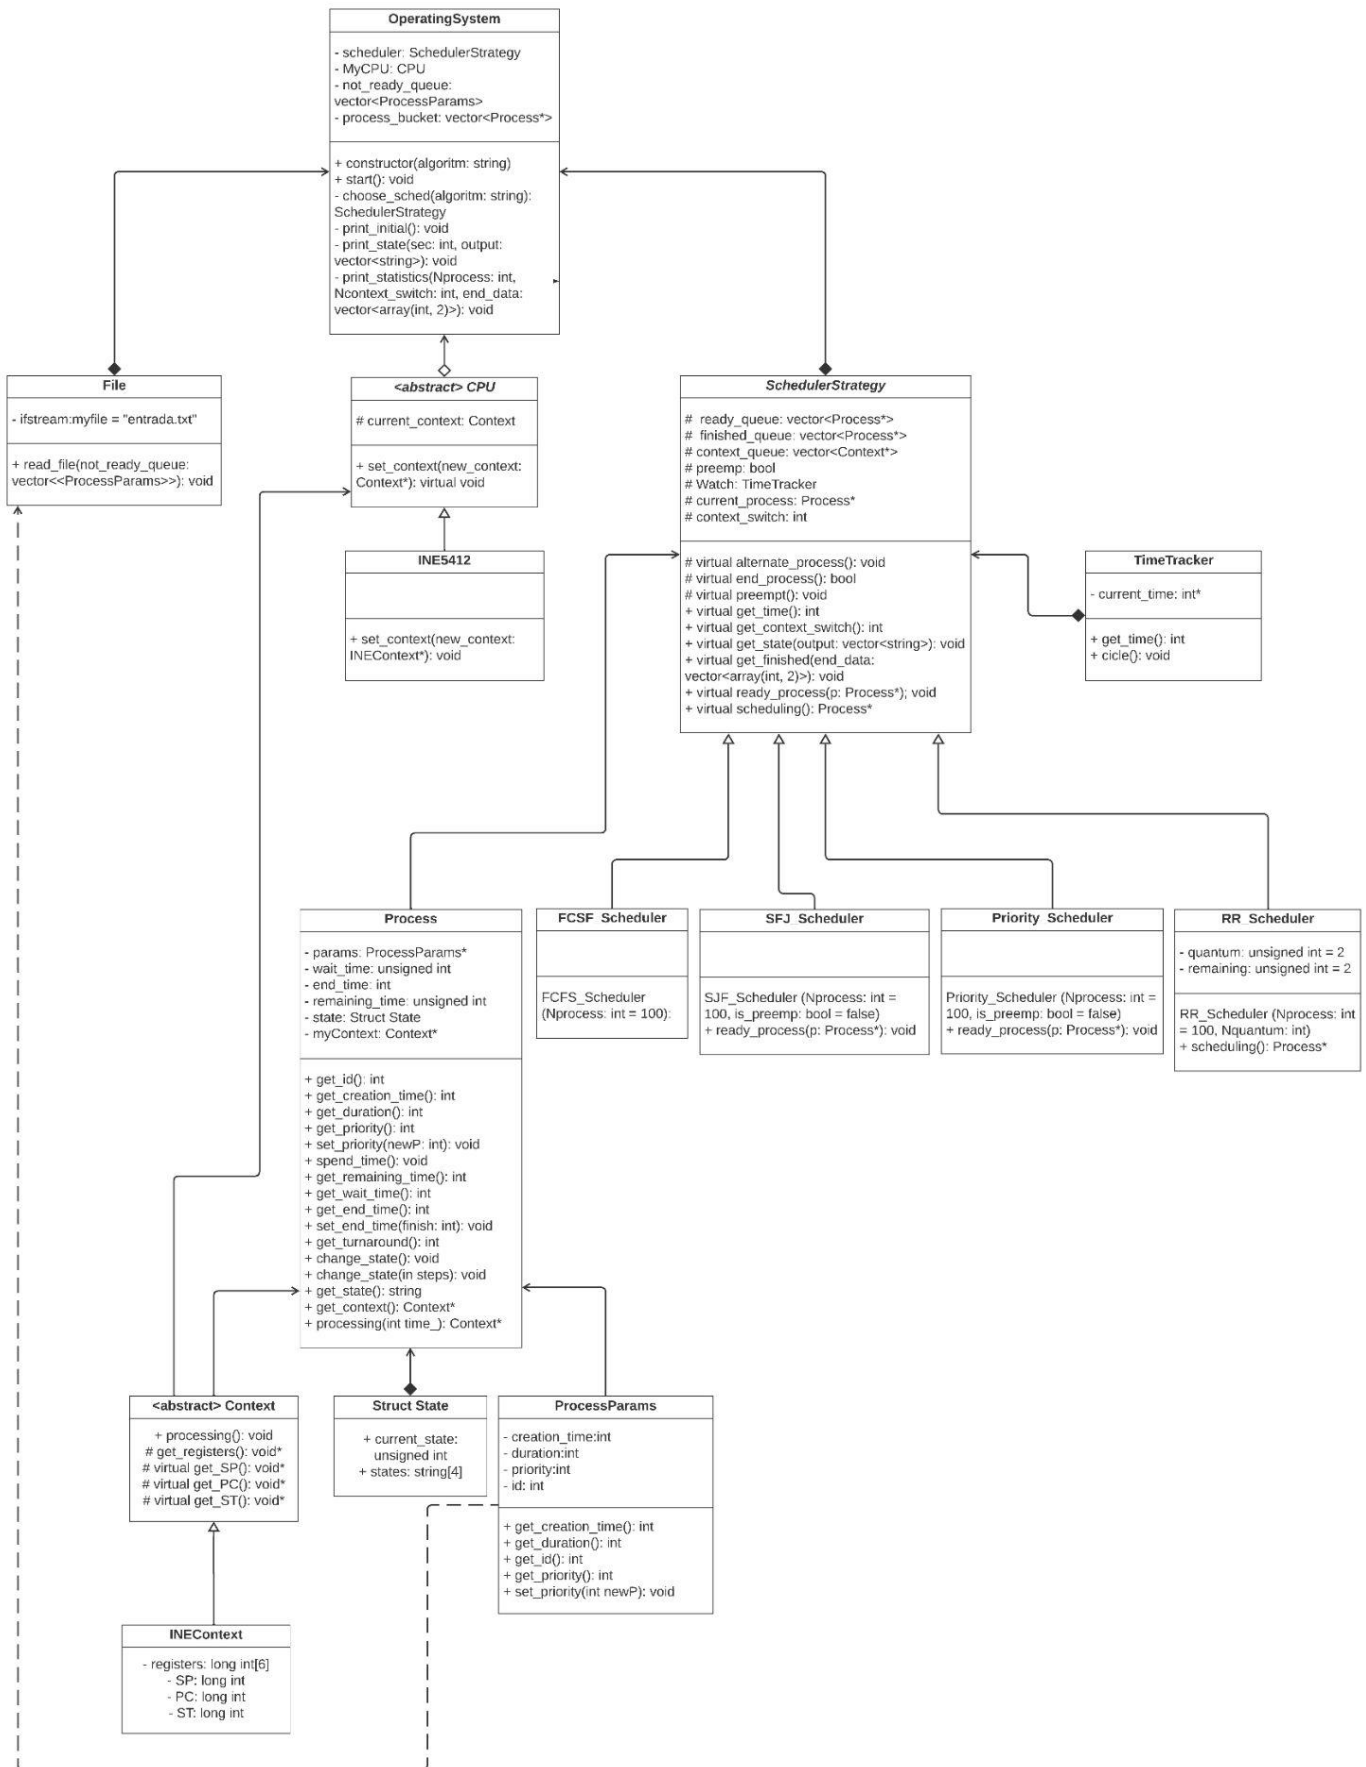 OperatingSystem
- scheduler: SchedulerStrategy
- MyCPU: CPU
- not_ready_queue:
vector<ProcessParams>
- process_bucket: vector<Process*>
+ constructor(algoritm: string)
+ start(): void
- choose_sched(algoritm: string):
SchedulerStrategy
- print_initial(): void
- print_state(sec: int, output:
vector<string>): void
- print_statistics(Nprocess: int,
Ncontext_switch: int, end_data:
vector<array(int, 2)>): void
File
- ifstream:myfile = "entrada.txt"
+ read_file(not_ready_queue:
vector<<ProcessParams>>): void
<abstract> CPU
# current_context: Context
+ set_context(new_context:
Context*): virtual void
INE5412
+ set_context(new_context:
INEContext*): void
SchedulerStrategy
# ready_queue: vector<Process*>
# finished_queue: vector<Process*>
# context_queue: vector<Context*>
# preemp: bool
# Watch: TimeTracker
# current_process: Process*
# context_switch: int
# virtual alternate_process(): void
# virtual end_process(): bool
# virtual preempt(): void
+ virtual get_time(): int
+ virtual get_context_switch(): int
+ virtual get_state(output: vector<string>): void
+ virtual get_finished(end_data:
vector<array(int, 2)>): void
+ virtual ready_process(p: Process*); void
+ virtual scheduling(): Process*
TimeTracker
- current_time: int*
+ get_time(): int
+ cicle(): void
Process
- params: ProcessParams*
- wait_time: unsigned int
- end_time: int
- remaining_time: unsigned int
- state: Struct State
- myContext: Context*
+ get_id(): int
+ get_creation_time(): int
+ get_duration(): int
+ get_priority(): int
+ set_priority(newP: int): void
+ spend_time(): void
+ get_remaining_time(): int
+ get_wait_time(): int
+ get_end_time(): int
+ set_end_time(finish: int): void
+ get_turnaround(): int
+ change_state(): void
+ change_state(in steps): void
+ get_state(): string
+ get_context(): Context*
+ processing(int time_): Context*
FCSF_Scheduler
FCFS_Scheduler
(Nprocess: int = 100):
SFJ_Scheduler
SJF_Scheduler (Nprocess: int =
100, is_preemp: bool = false)
+ ready_process(p: Process*): void
Priority_Scheduler
Priority_Scheduler (Nprocess: int =
100, is_preemp: bool = false)
+ ready_process(p: Process*): void
RR_Scheduler
- quantum: unsigned int = 2
- remaining: unsigned int = 2
RR_Scheduler (Nprocess: int
= 100, Nquantum: int)
+ scheduling(): Process*
<abstract> Context
+ processing(): void
# get_registers(): void*
# virtual get_SP(): void*
# virtual get_PC(): void*
# virtual get_ST(): void*
Struct State
+ current_state:
unsigned int
+ states: string[4]
ProcessParams
- creation_time:int
- duration:int
- priority:int
- id: int
+ get_creation_time(): int
+ get_duration(): int
+ get_id(): int
+ get_priority(): int
+ set_priority(int newP): void
INEContext
- registers: long int[6]
- SP: long int
- PC: long int
- ST: long int